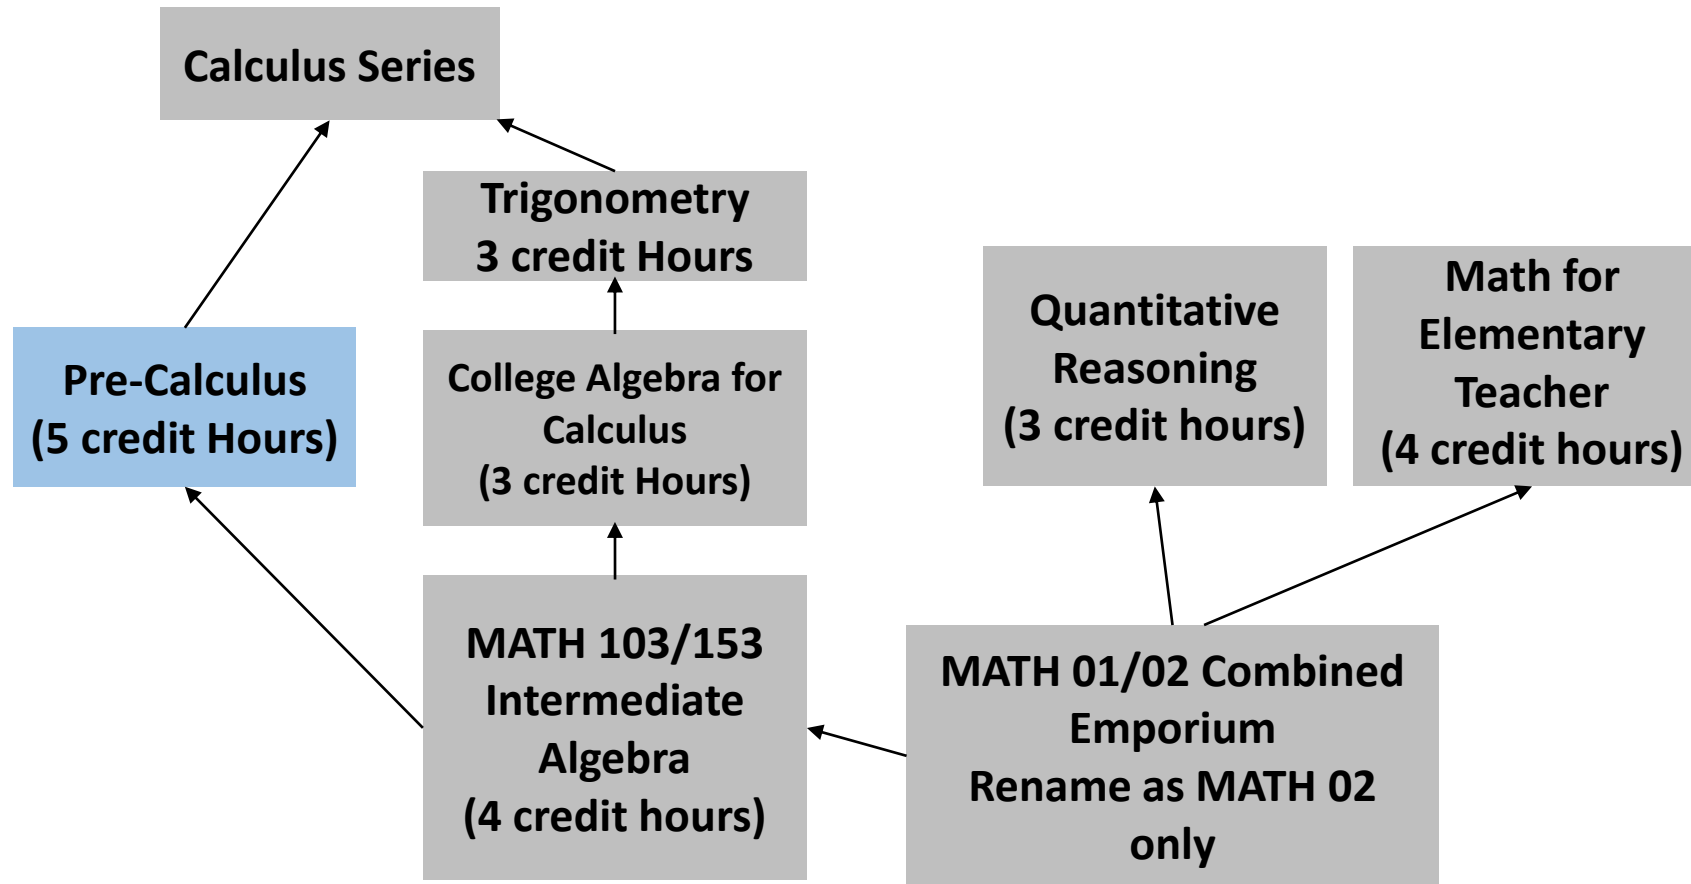 Calculus Series
Trigonometry
3 credit Hours
Pre-Calculus
(5 credit Hours)
College Algebra for
Calculus
(3 credit Hours)
Quantitative
Reasoning
(3 credit hours)
Math for
Elementary
Teacher
(4 credit hours)
MATH 103/153
Intermediate
Algebra
(4 credit hours)
MATH 01/02 Combined
Emporium
Rename as MATH 02
only